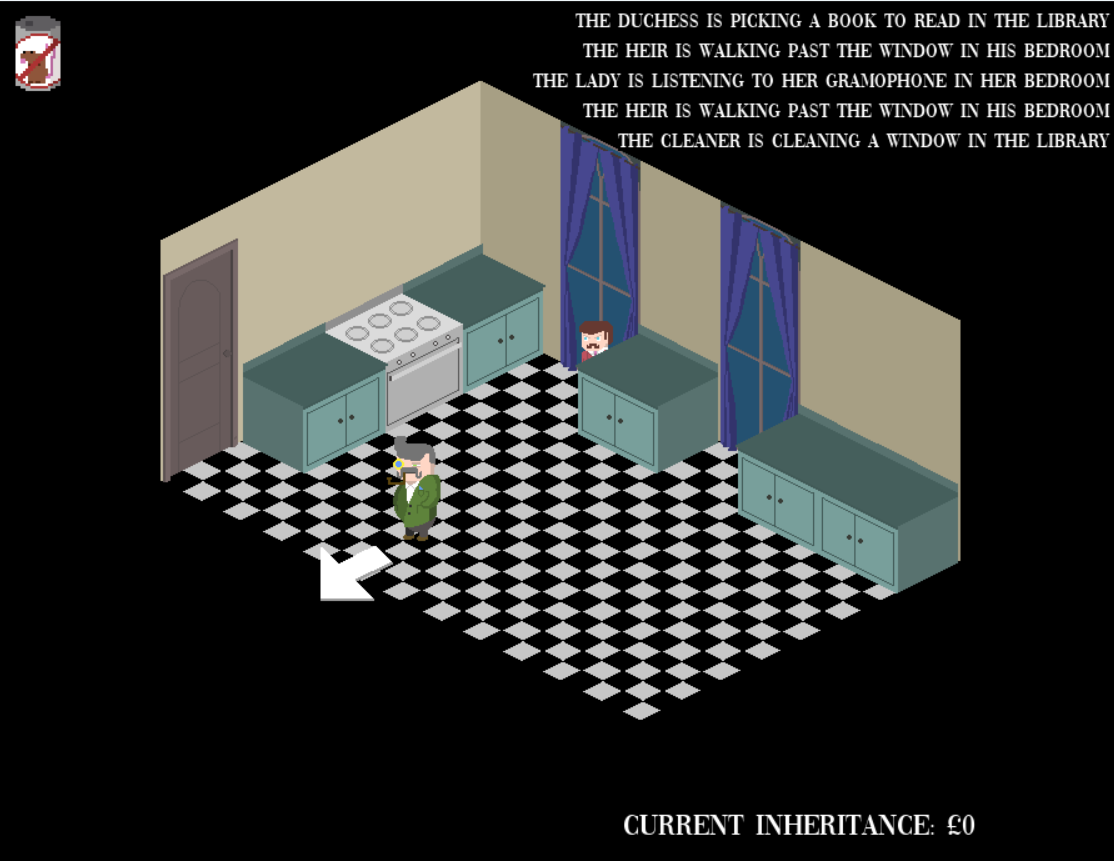 THE DUCHESS IS PICKING A BOOK TO READ IN THE LIBRARY
THE HEIR IS WALKING PAST THE WINDOW IN HIS BEDROOM
THE LADY IS LISTENING TO HER GRAMOPHONE IN HER BEDROOM
THE HEIR IS WALKING PAST THE WINDOW IN HIS BEDROOM
THE CLEANER IS CLEANING A WINDOW IN THE LIBRARY
CURRENT INHERITANCE: £0